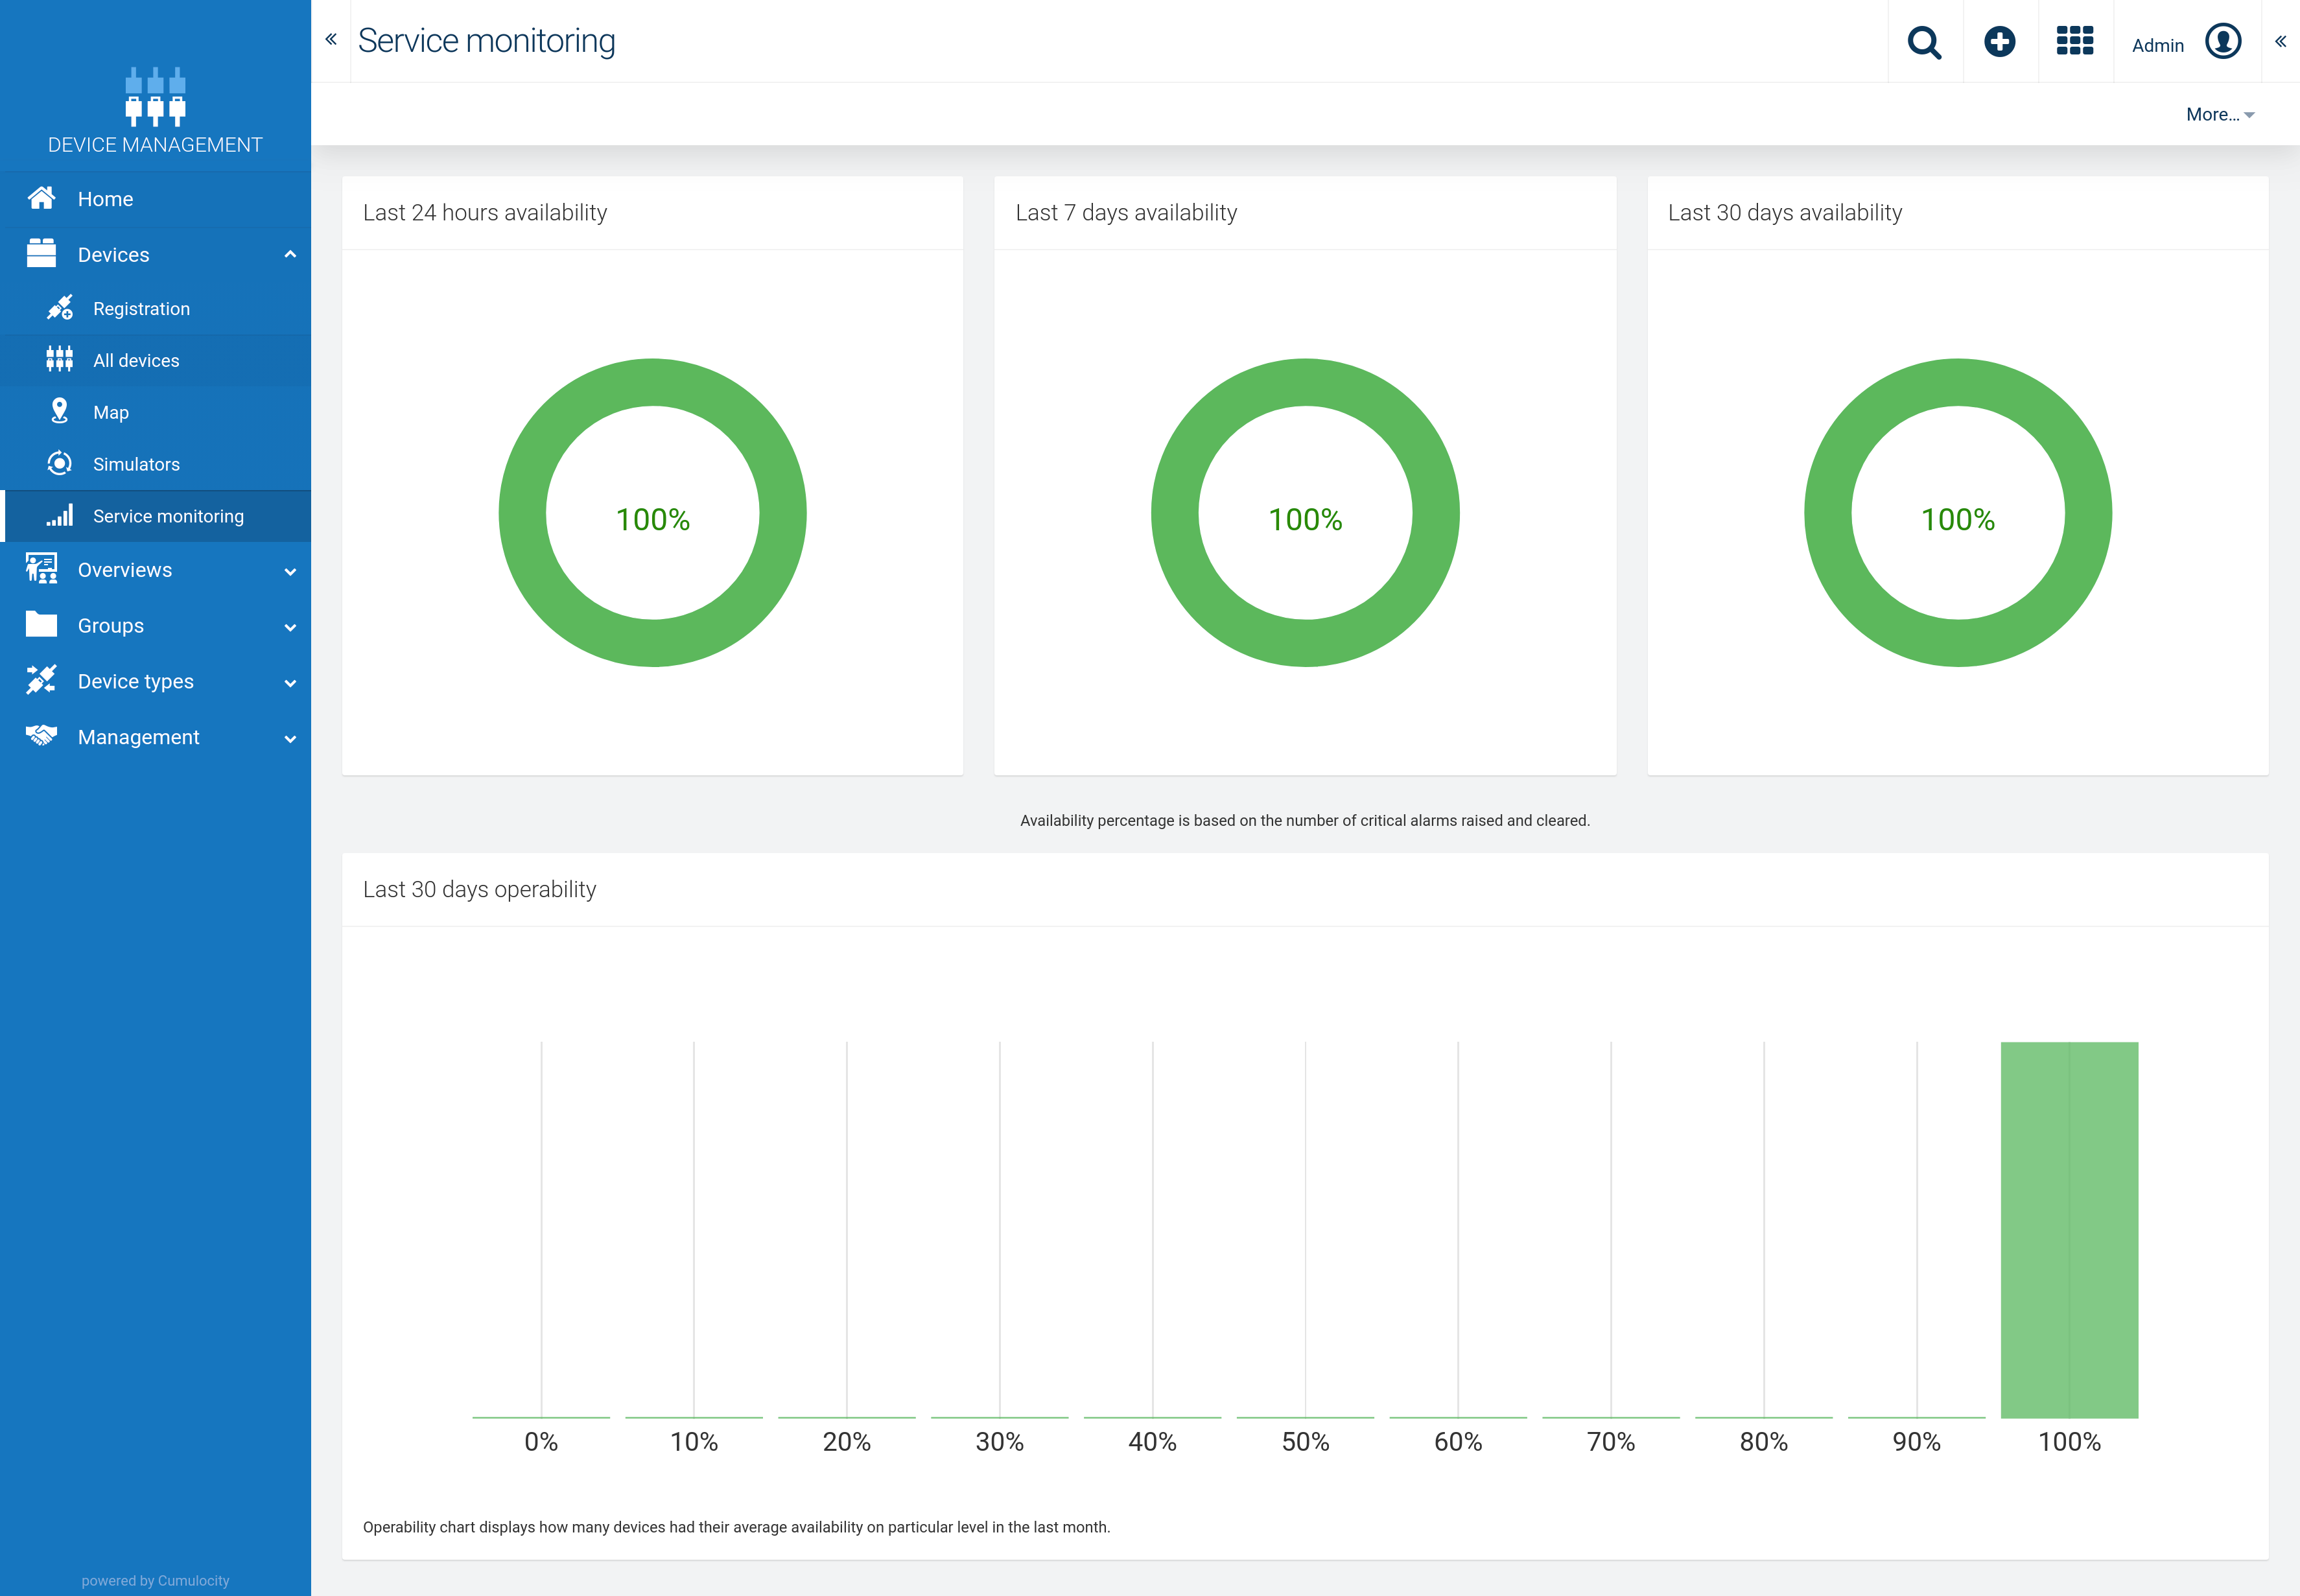 Service monitoring
Admin
More...
DEVICE MANAGEMENT
Home
Devices
Registration
All devices
Map
Simulators
Service monitoring
Overviews
Groups
Device types
Management
powered by Cumulocity
Last 24 hours availability
100%
Last 7 days availability
100%
Last 30 days availability
100%
Availability percentage is based on the number of critical alarms raised and cleared.
Last 30 days operability
0% 10% 20% 30% 40% 50% 60% 70% 80% 90% 100%
Operability chart displays how many devices had their average availability on particular level in the last month.